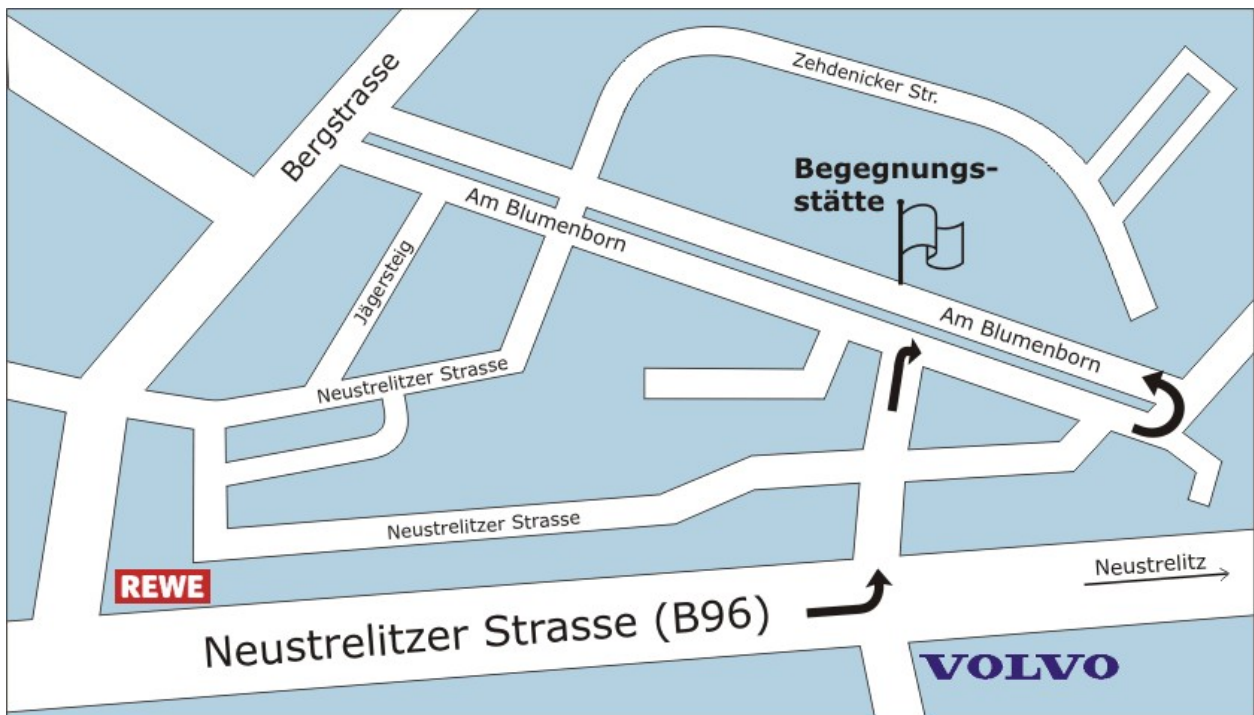 Bergstrasse
Zehdenicker Str.
Begegnungs-
stätte
Am Blumenborn
Jägersteig
Am Blumenborn
Neustrelitzer Strasse
Neustrelitzer Strasse
REWE
Neustrelitz
Neustrelitzer Strasse (B96)
VOLVO